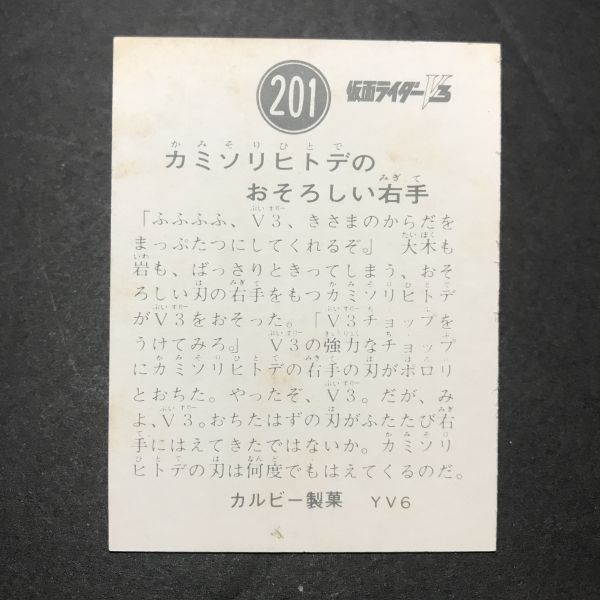 201 仮面ライダーV3
カミソリヒトデの
おそろしい右手
「ふふふふ、V3、きさまのからだを
まっぷたつにしてくれるぞ』 大木も
岩も、ばっさりときってしまう、おそ
ろしい刃の右手をもつカミソリヒトデ
がV3をおそった。「V3チョップを
うけてみろ。』 V3の強力なチョップ
にカミソリヒトデの右手の刃がポロリ
とおちた。やったぞ、V3。だが、み
よ、V3。おちたはずの刃がふたたび右
手にはえてきたではないか。カミソリ
ヒトデの刃は何度でもはえてくるのだ。
カルビー製菓 YV6